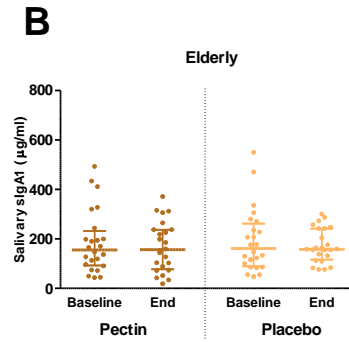 B
Elderly
Salivary sIgA1 (µg/ml)
800
600
400
200
0
Baseline End Baseline End
Pectin Placebo